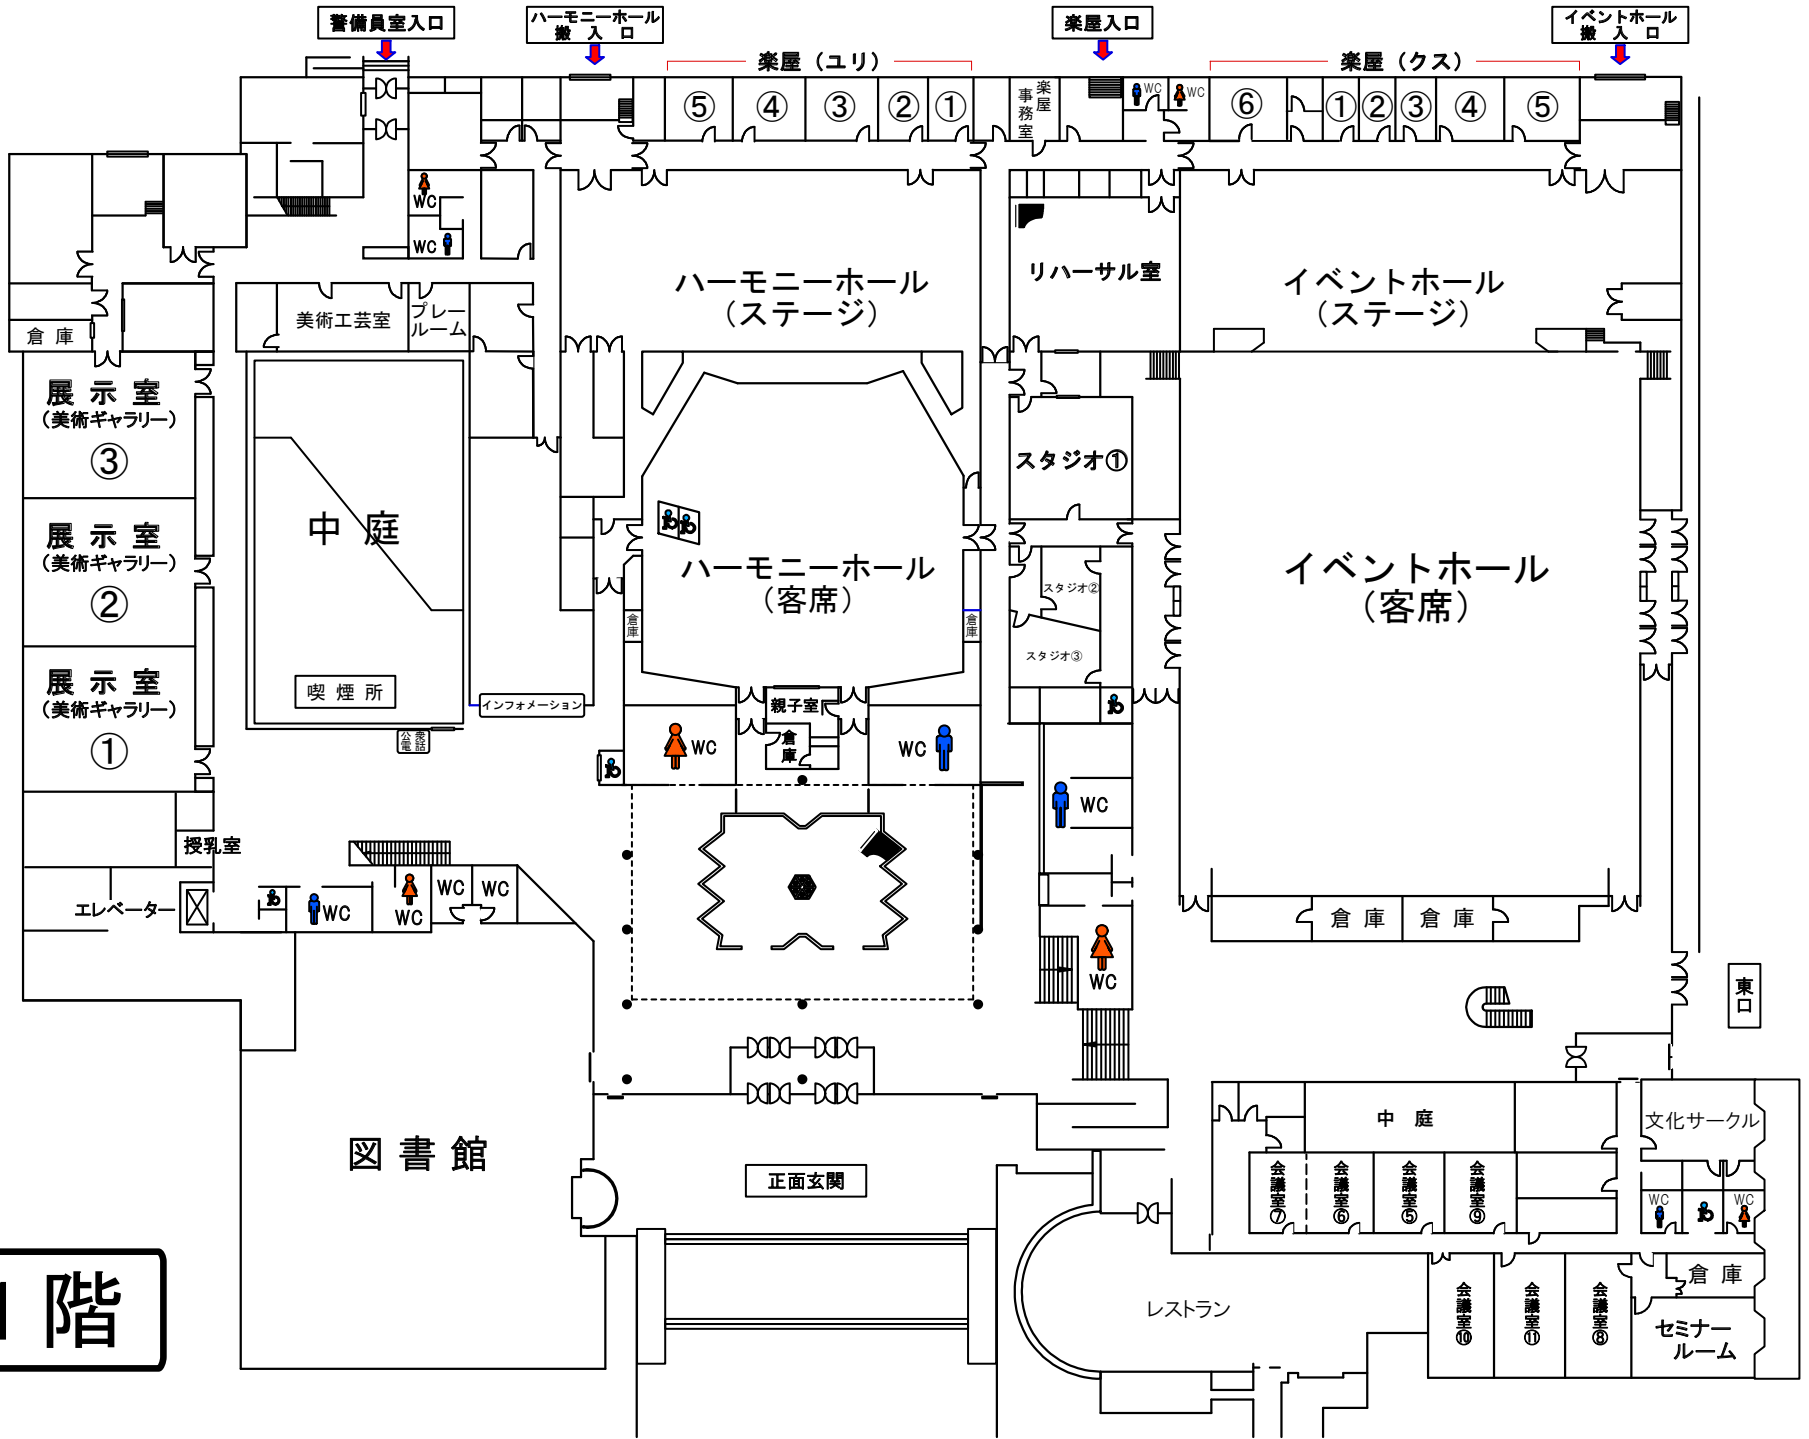 警備員室入口
ハーモニーホール
搬入口
楽屋入口
イベントホール
搬入口
楽屋（ユリ）
楽屋（クス）
⑤
④
③
②
①
楽屋
事務室
WC
WC
⑥
①
②
③
④
⑤
WC
WC
ハーモニーホール
（ステージ）
リハーサル室
イベントホール
（ステージ）
倉庫
美術工芸室
プレー
ルーム
展示室
（美術ギャラリー）
③
スタジオ①
展示室
（美術ギャラリー）
②
中庭
ハーモニーホール
（客席）
イベントホール
（客席）
スタジオ②
倉庫
倉庫
スタジオ③
展示室
（美術ギャラリー）
①
喫煙所
インフォメーション
公衆
電話
親子室
WC
倉庫
WC
WC
授乳室
エレベーター
WC
WC
WC
WC
倉庫
倉庫
WC
東口
図書館
正面玄関
中庭
文化サークル
会議室⑦
会議室⑥
会議室⑤
会議室⑨
WC
WC
レストラン
会議室⑩
会議室⑪
会議室⑧
倉庫
セミナー
ルーム
階